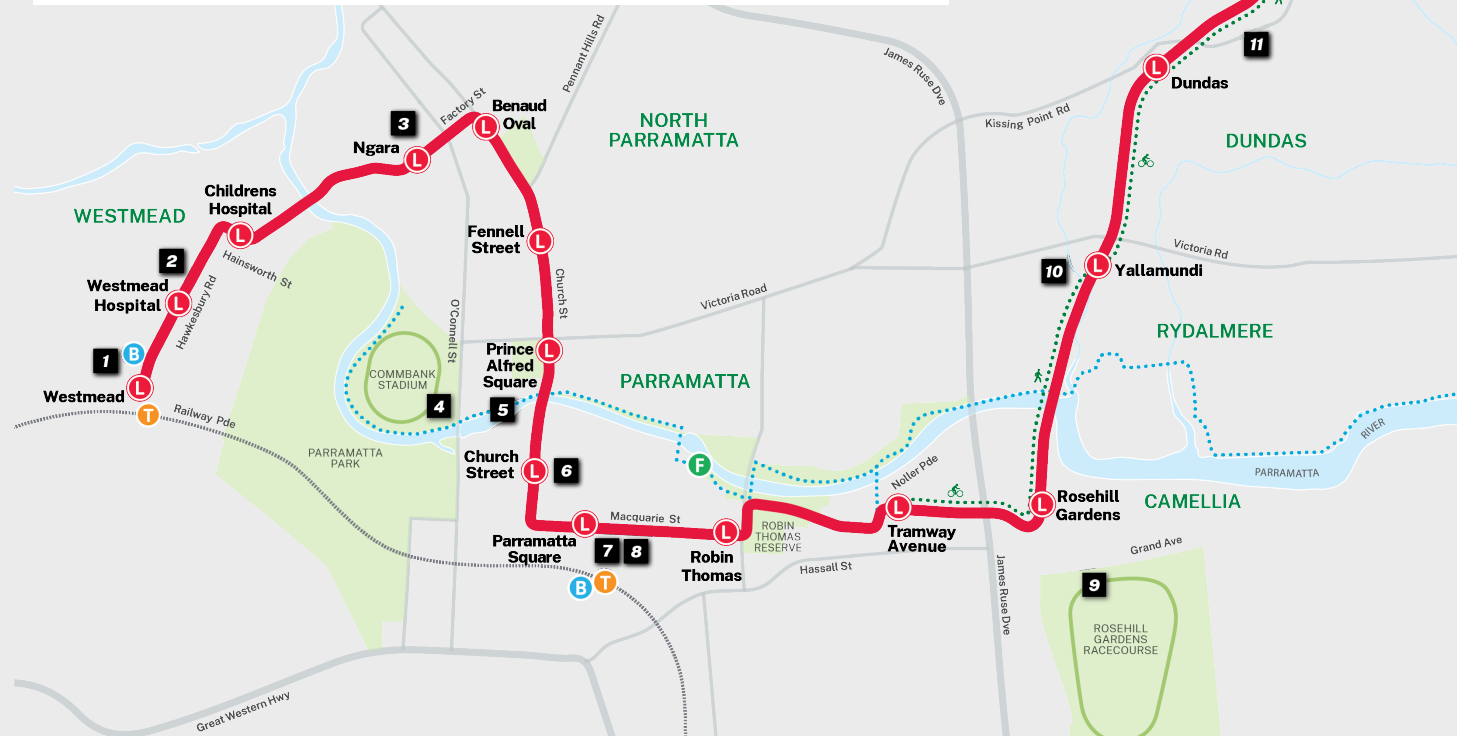 11
L
Dundas
James Ruse Dve
Pennant Hills Rd
Kissing Point Rd
Benaud
Oval
L
Factory St
3
Ngara
L
NORTH
PARRAMATTA
DUNDAS
Childrens
Hospital
L
WESTMEAD
Hainsworth St
2
Westmead
Hospital
L
Hawkesbury Rd
1
B
Westmead
L
T
Railway Pde
Fennell
Street
L
Church St
O'Connell St
Victoria Road
Victoria Rd
10
L
Yallamundi
RYDALMERE
Prince
Alfred
Square
L
PARRAMATTA
COMMBANK
STADIUM
4
5
PARRAMATTA
PARK
Church
Street
L
6
F
Noller Pde
RIVER
PARRAMATTA
CAMELLIA
L
Rosehill
Gardens
L
Tramway
Avenue
L
Macquarie St
Parramatta
Square
7
8
B
T
L
Robin
Thomas
ROBIN
THOMAS
RESERVE
Hassall St
James Ruse Dve
Grand Ave
9
ROSEHILL
GARDENS
RACECOURSE
Great Western Hwy